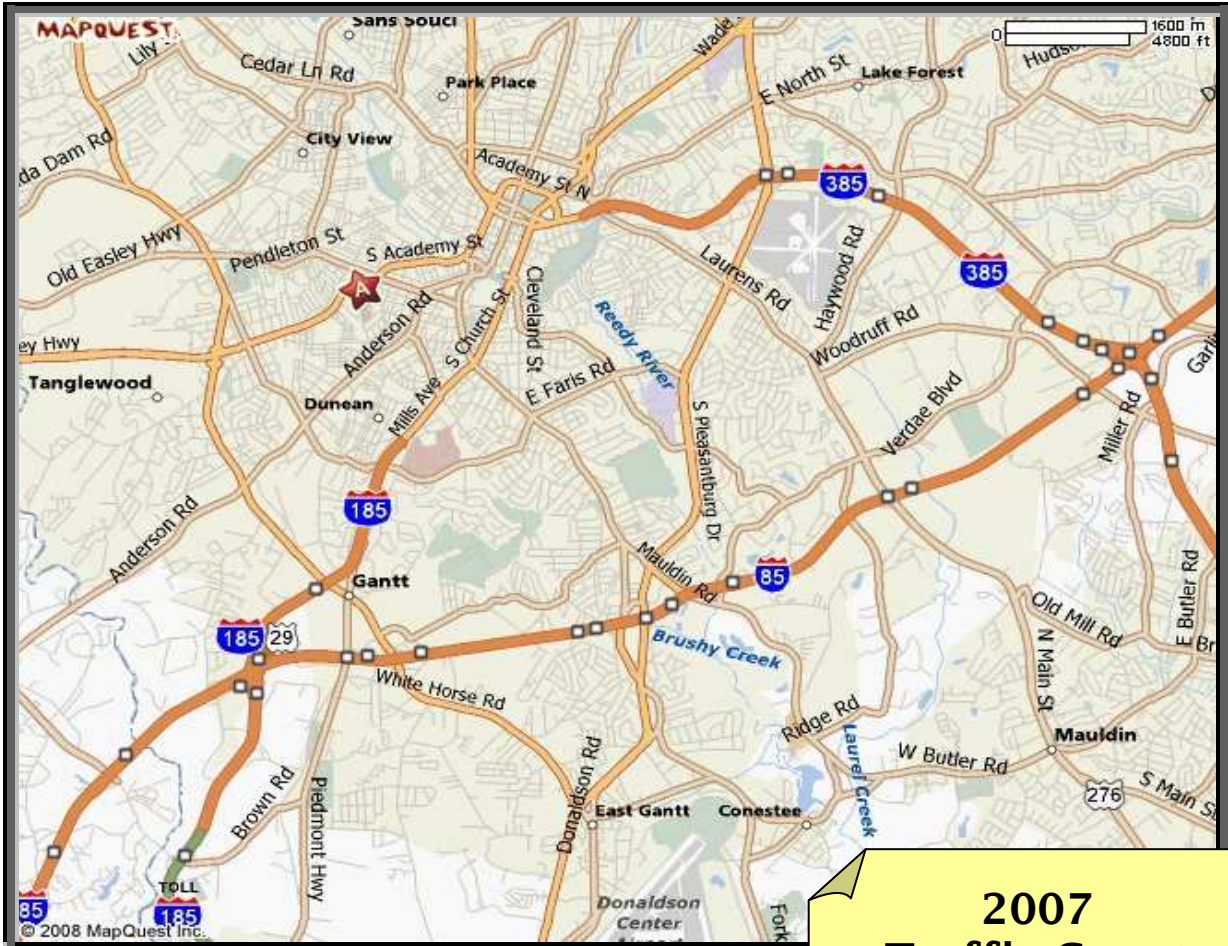 MAPQUEST.
Sans Souci
Wade
0
1600 m
4800 ft
Lily
Cedar Ln Rd
Park Place
E North St
Lake Forest
City View
da Dam Rd
Academy St N
385
Old Easley Hwy
Pendleton St
S Academy St
A
Laurens Rd
Haywood Rd
385
Cleveland St
Reedy River
Anderson Rd
S Church St
Woodruff Rd
ey Hwy
Tanglewood
E Faris Rd
Dunean
Mills Ave
S Pleasantburg Dr
Verdae Blvd
Miller Rd
185
Anderson Rd
Mauldin Rd
85
Gantt
Old Mill Rd
E Butler Rd
185
29
Brushy Creek
N Main St
White Horse Rd
Ridge Rd
Mauldin
W Butler Rd
Laurel Creek
Brown Rd
Piedmont Hwy
Donaldson Rd
276
S Main St
East Gantt
Conestee
TOLL
185
85
Donaldson
Center
Airport
Fork
2007
© 2008 MapQuest Inc.